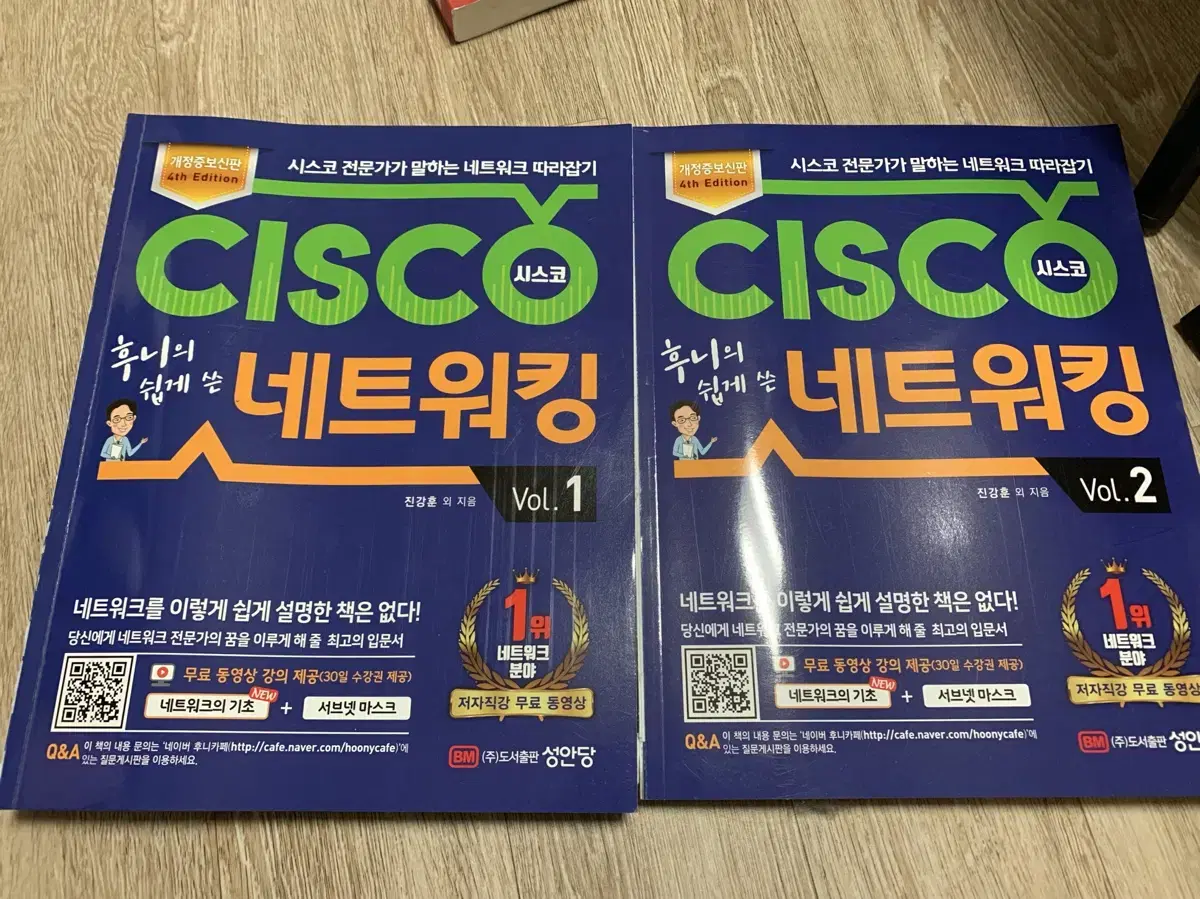 개정증보신판
4th Edition
시스코 전문가가 말하는 네트워크 따라잡기
CISCO
시스코
후니의
쉽게 쓴
네트워킹
진강훈 외 지음
Vol.1
네트워크를 이렇게 쉽게 설명한 책은 없다!
당신에게 네트워크 전문가의 꿈을 이루게 해 줄 최고의 입문서
1위
네트워크
분야
저자직강 무료 동영상
무료 동영상 강의 제공(30일 수강권 제공)
NEW
네트워크의 기초 + 서브넷 마스크
Q&A 이 책의 내용 문의는 '네이버 후니카페(http://cafe.naver.com/hoonycafe)'에
있는 질문게시판을 이용하세요.
BM (주)도서출판 성안당
개정증보신판
4th Edition
시스코 전문가가 말하는 네트워크 따라잡기
CISCO
시스코
후니의
쉽게 쓴
네트워킹
진강훈 외 지음
Vol.2
네트워크를 이렇게 쉽게 설명한 책은 없다!
당신에게 네트워크 전문가의 꿈을 이루게 해 줄 최고의 입문서
1위
네트워크
분야
저자직강 무료 동영상
무료 동영상 강의 제공(30일 수강권 제공)
NEW
네트워크의 기초 + 서브넷 마스크
Q&A 이 책의 내용 문의는 '네이버 후니카페(http://cafe.naver.com/hoonycafe)'에
있는 질문게시판을 이용하세요.
BM (주)도서출판 성안